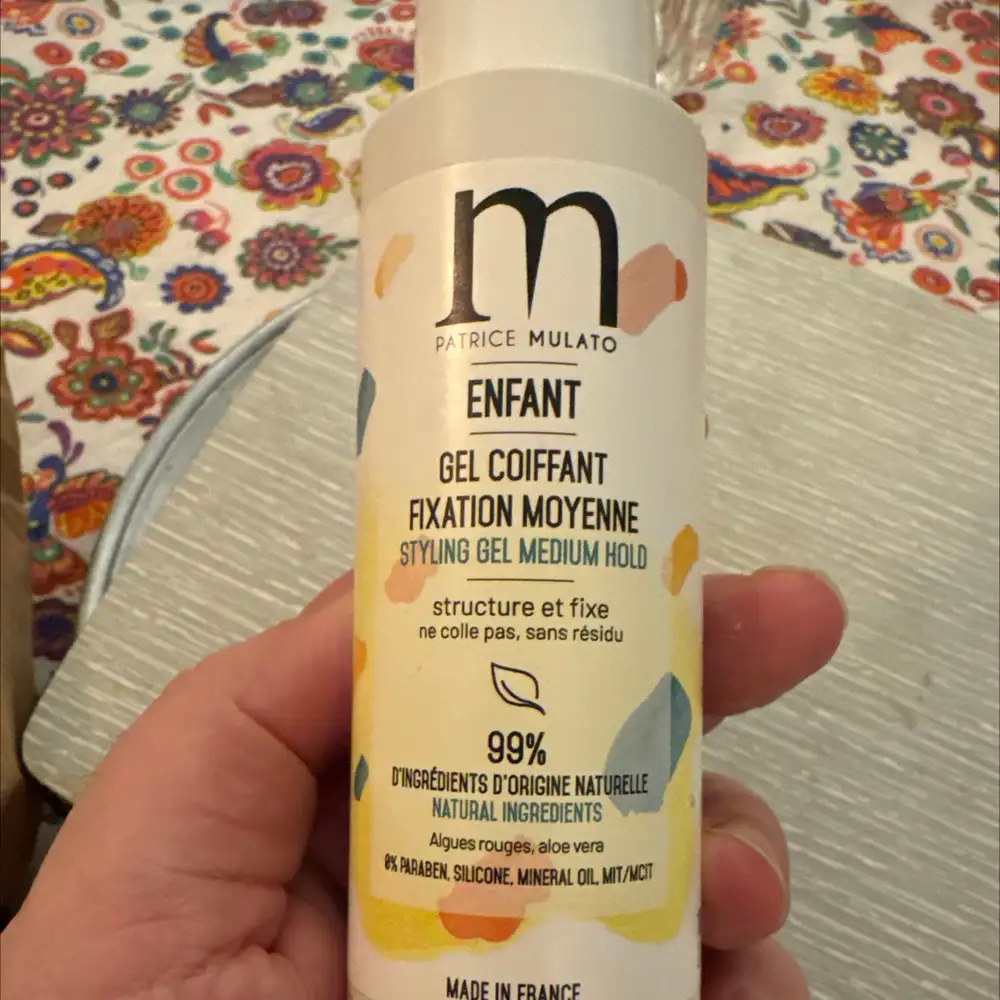 m
PATRICE MULATO
ENFANT
GEL COIFFANT
FIXATION MOYENNE
STYLING GEL MEDIUM HOLD
structure et fixe
ne colle pas, sans résidu
99%
D'INGRÉDIENTS D'ORIGINE NATURELLE
NATURAL INGREDIENTS
Algues rouges, aloe vera
0% PARABEN, SILICONE, MINERAL OIL, MIT/MCIT
MADE IN FRANCE